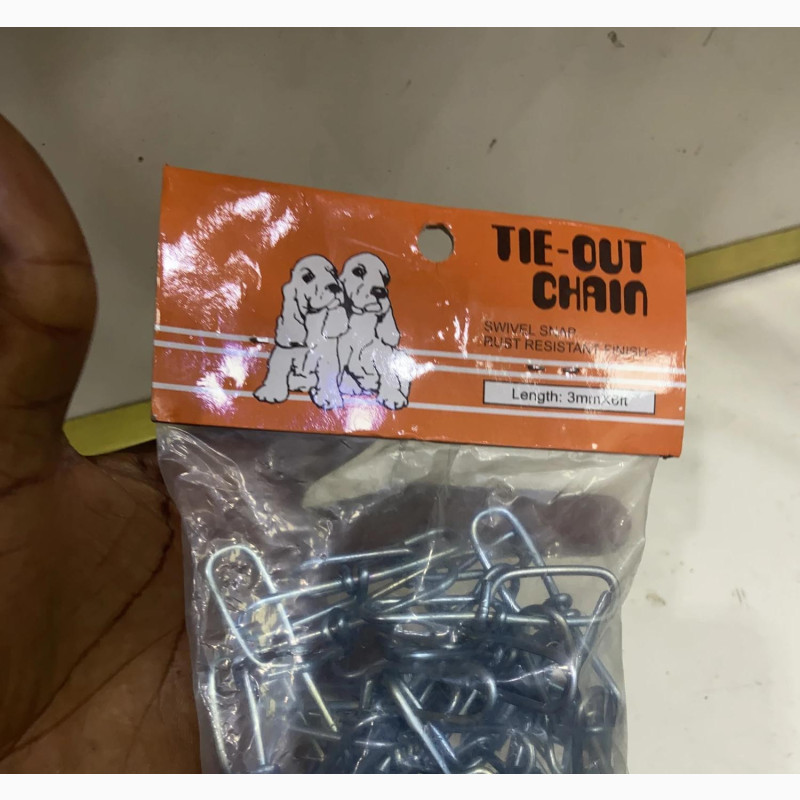 TIE-OUT
CHAIN
SWIVEL SNAP
RUST RESISTANT FINISH
Length: 3mmX6ft